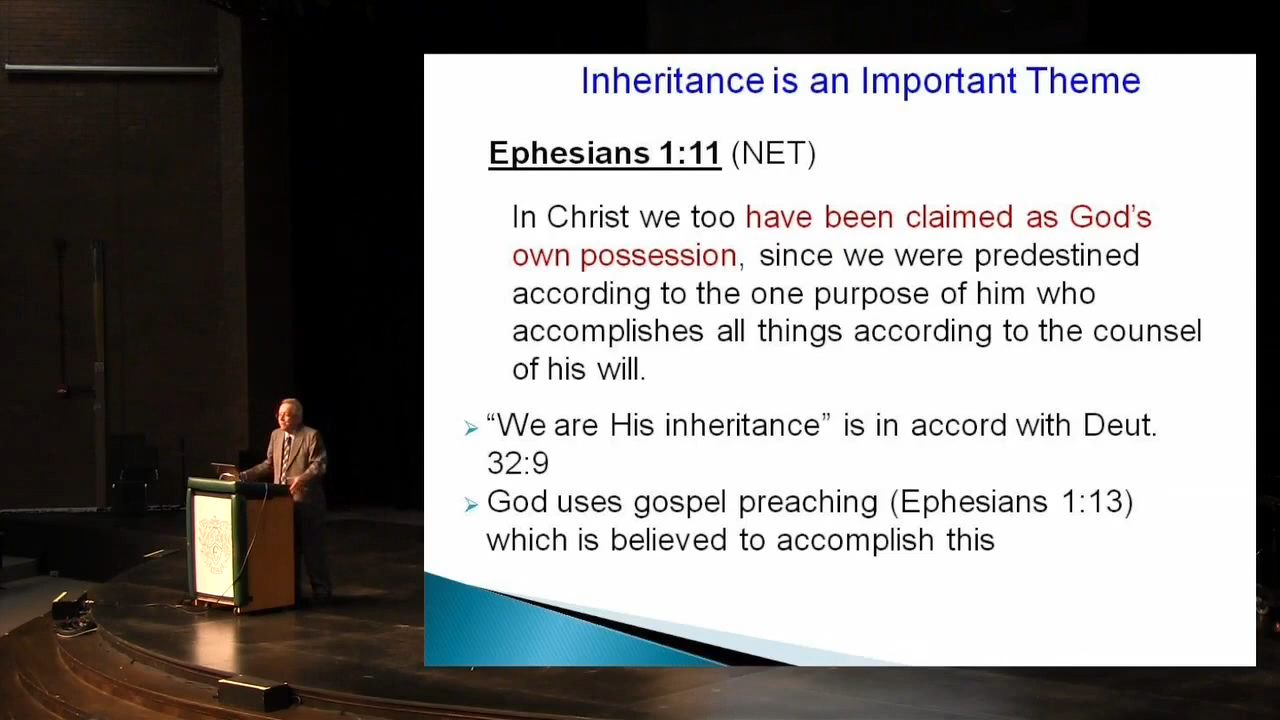 Inheritance is an Important Theme
Ephesians 1:11 (NET)
In Christ we too have been claimed as God's
own possession, since we were predestined
according to the one purpose of him who
accomplishes all things according to the counsel
of his will.
➢ “We are His inheritance” is in accord with Deut.
32:9
➢ God uses gospel preaching (Ephesians 1:13)
which is believed to accomplish this